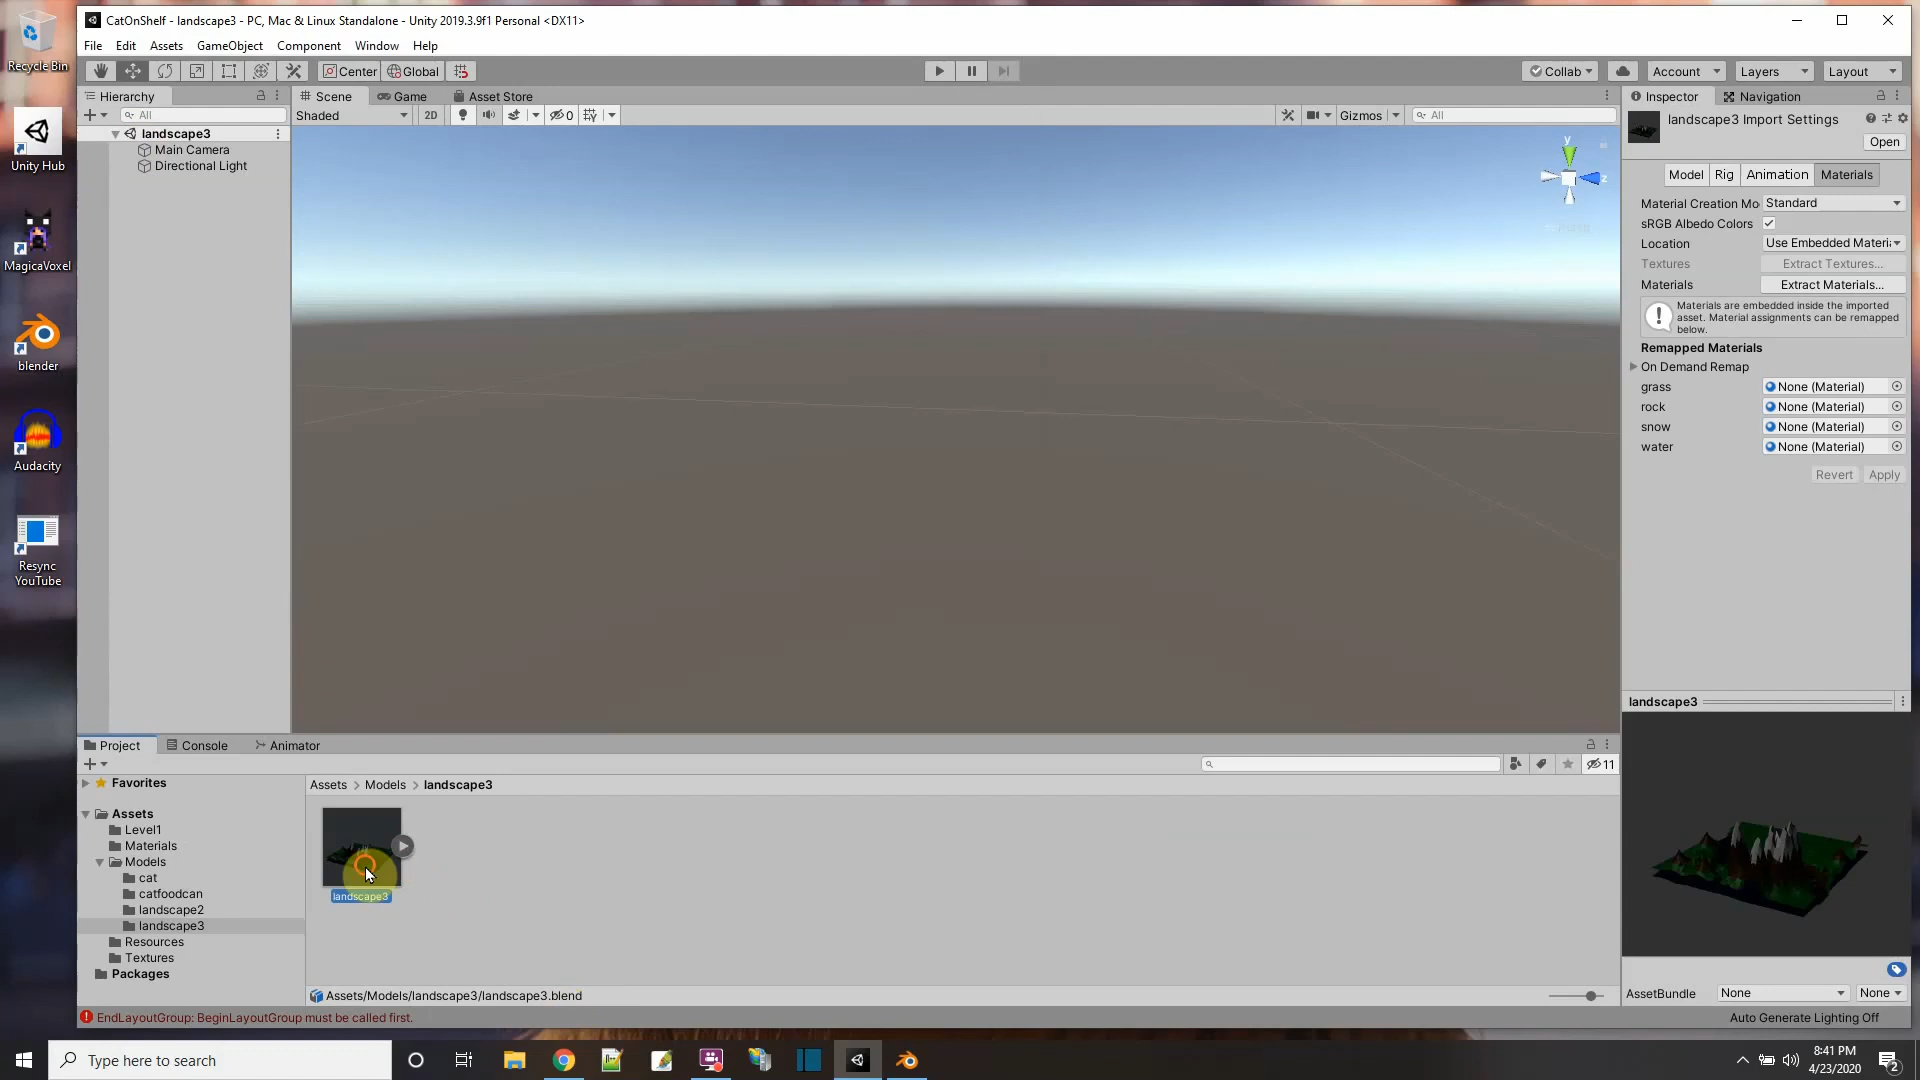 CatOnShelf - landscape3 - PC, Mac & Linux Standalone - Unity 2019.3.9f1 Personal <DX11>
File Edit Assets GameObject Component Window Help
Center Global
Collab Account Layers Layout
Hierarchy
All
landscape3
Main Camera
Directional Light
Scene Game Asset Store
Shaded 2D 0 Gizmos All
Inspector Navigation
landscape3 Import Settings
Open
Model Rig Animation Materials
Material Creation Mo Standard
sRGB Albedo Colors
Location Use Embedded Materia
Textures Extract Textures...
Materials Extract Materials...
Materials are embedded inside the imported
asset. Material assignments can be remapped
below.
Remapped Materials
On Demand Remap
grass None (Material)
rock None (Material)
snow None (Material)
water None (Material)
Revert Apply
landscape3
AssetBundle None None
Project Console Animator
11
Favorites
Assets
Level1
Materials
Models
cat
catfoodcan
landscape2
landscape3
Resources
Textures
Packages
Assets > Models > landscape3
landscape3
Assets/Models/landscape3/landscape3.blend
EndLayoutGroup: BeginLayoutGroup must be called first.
Auto Generate Lighting Off
Recycle Bin
Unity Hub
MagicaVoxel
blender
Audacity
Resync
YouTube
Type here to search
8:41 PM
4/23/2020
2
y
z